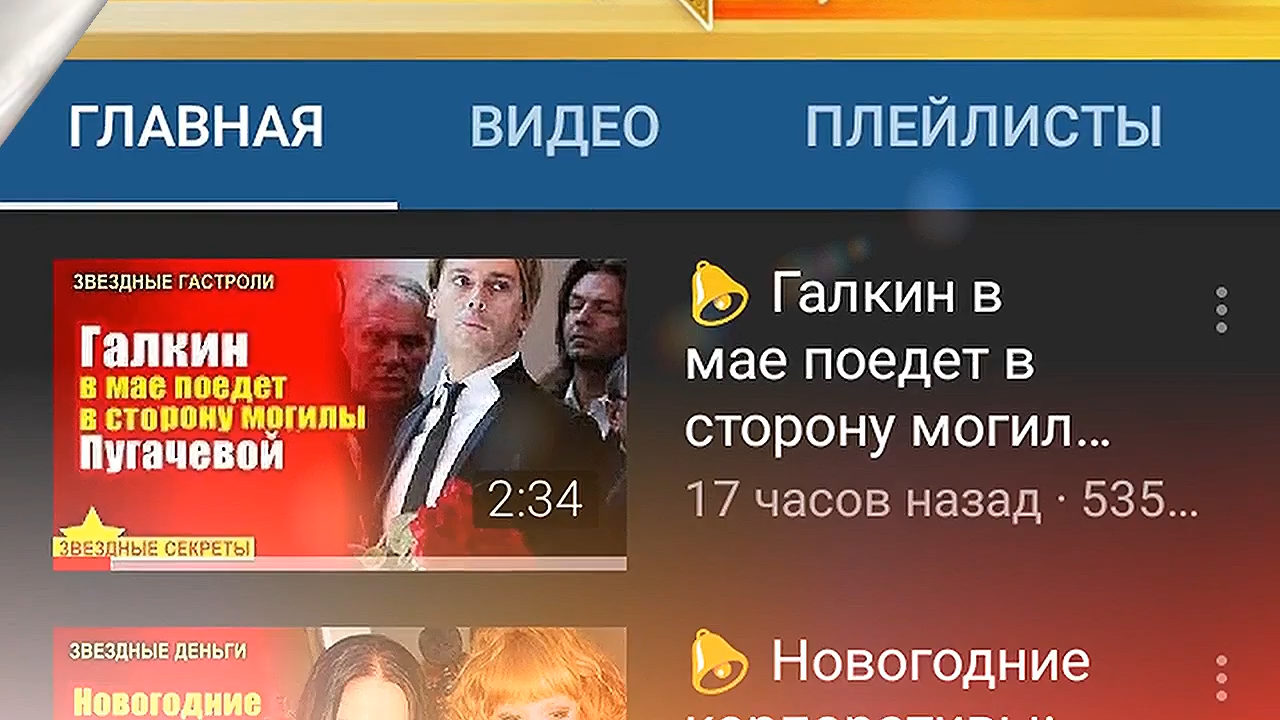 ГЛАВНАЯ ВИДЕО ПЛЕЙЛИСТЫ
ЗВЕЗДНЫЕ ГАСТРОЛИ
Галкин
в мае поедет
в сторону могилы
Пугачевой
2:34
ЗВЕЗДНЫЕ СЕКРЕТЫ
Галкин в
мае поедет в
сторону могил...
17 часов назад · 535...
ЗВЕЗДНЫЕ ДЕНЬГИ
Новогодние
Новогодние